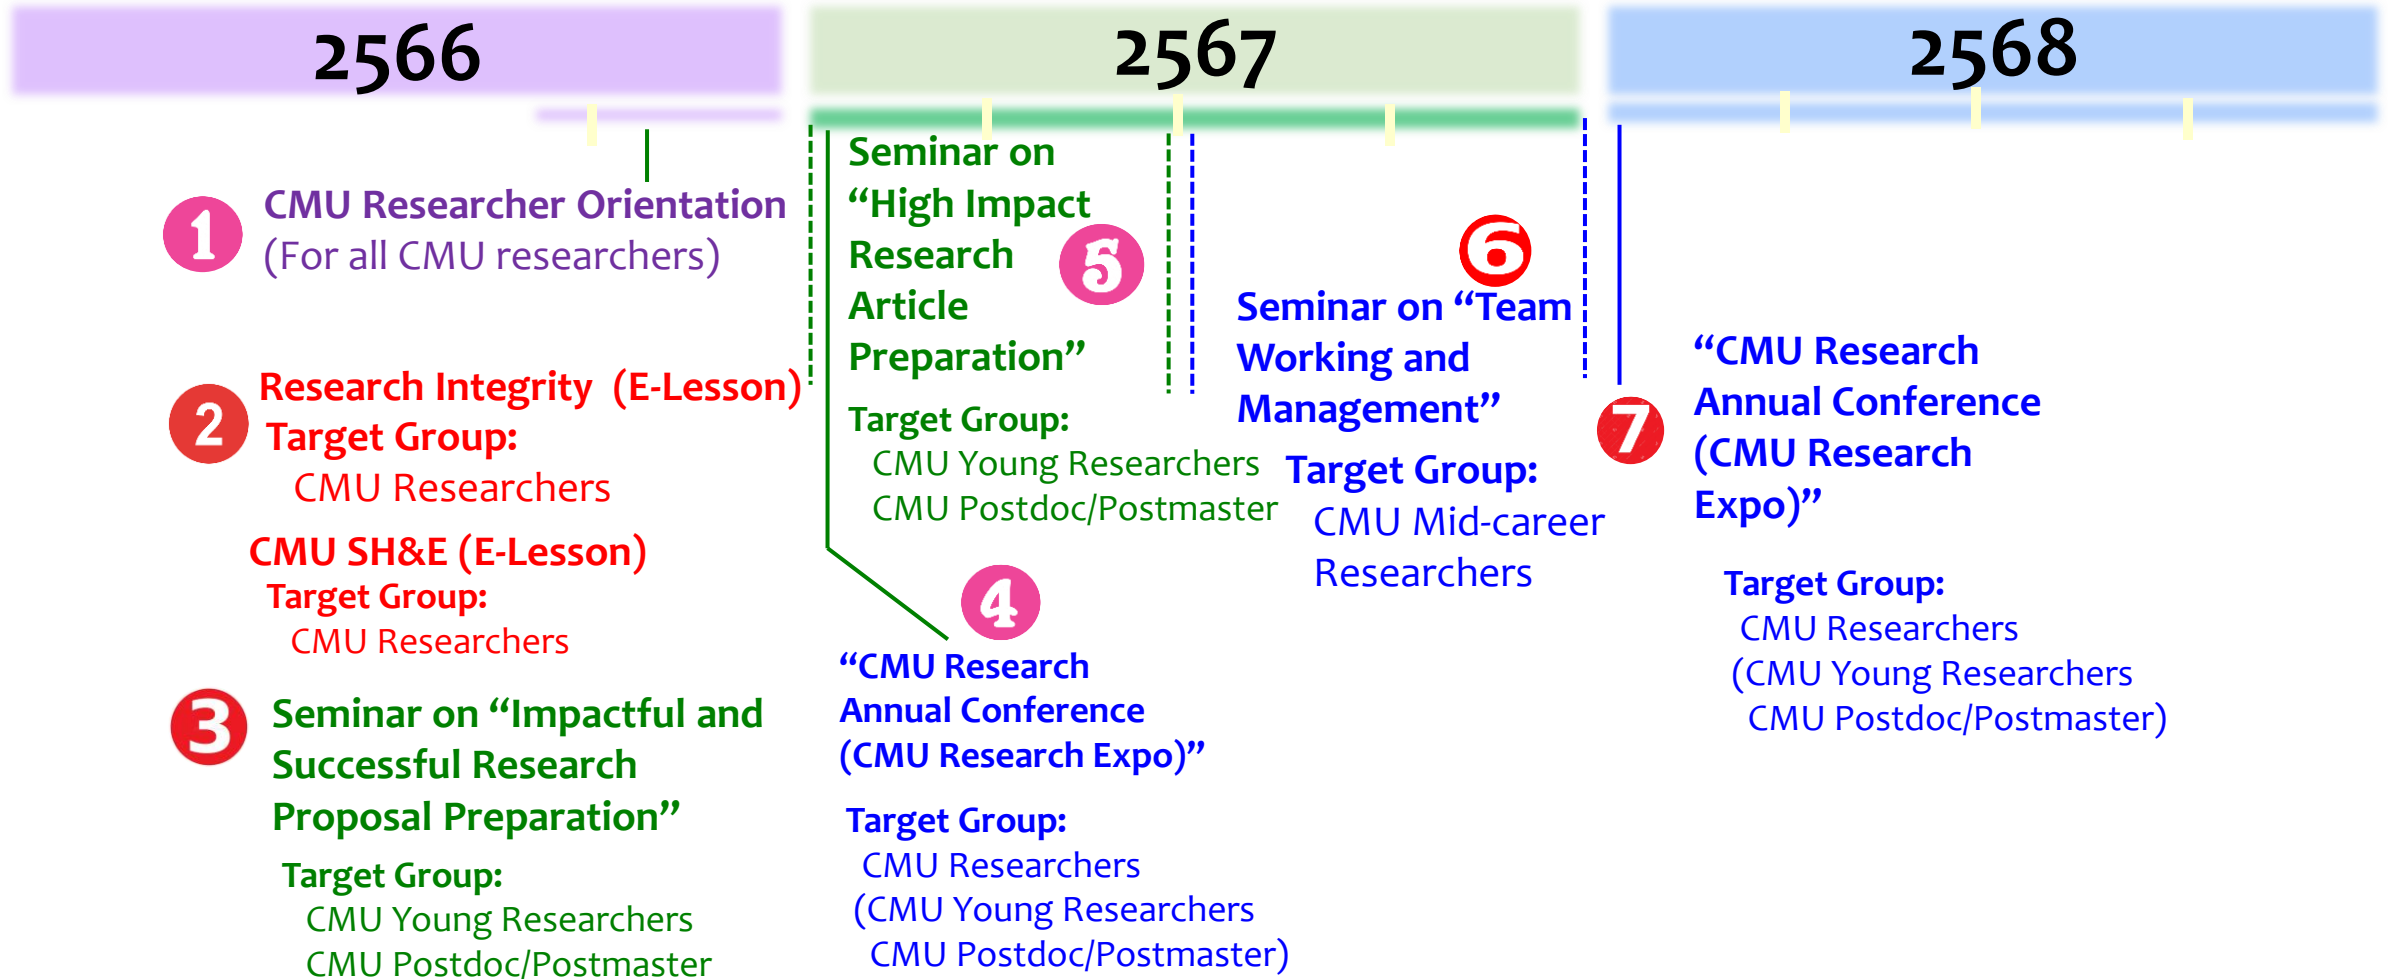 2566
2567
2568
1
CMU Researcher Orientation
(For all CMU researchers)
2
Research Integrity (E-Lesson)
Target Group:
CMU Researchers
CMU SH&E (E-Lesson)
Target Group:
CMU Researchers
3
Seminar on “Impactful and
Successful Research
Proposal Preparation”
Target Group:
CMU Young Researchers
CMU Postdoc/Postmaster
Seminar on
“High Impact
Research
Article
Preparation”
5
Target Group:
CMU Young Researchers
CMU Postdoc/Postmaster
4
“CMU Research
Annual Conference
(CMU Research Expo)”
Target Group:
CMU Researchers
(CMU Young Researchers
CMU Postdoc/Postmaster)
6
Seminar on “Team
Working and
Management”
Target Group:
CMU Mid-career
Researchers
7
“CMU Research
Annual Conference
(CMU Research
Expo)”
Target Group:
CMU Researchers
(CMU Young Researchers
CMU Postdoc/Postmaster)